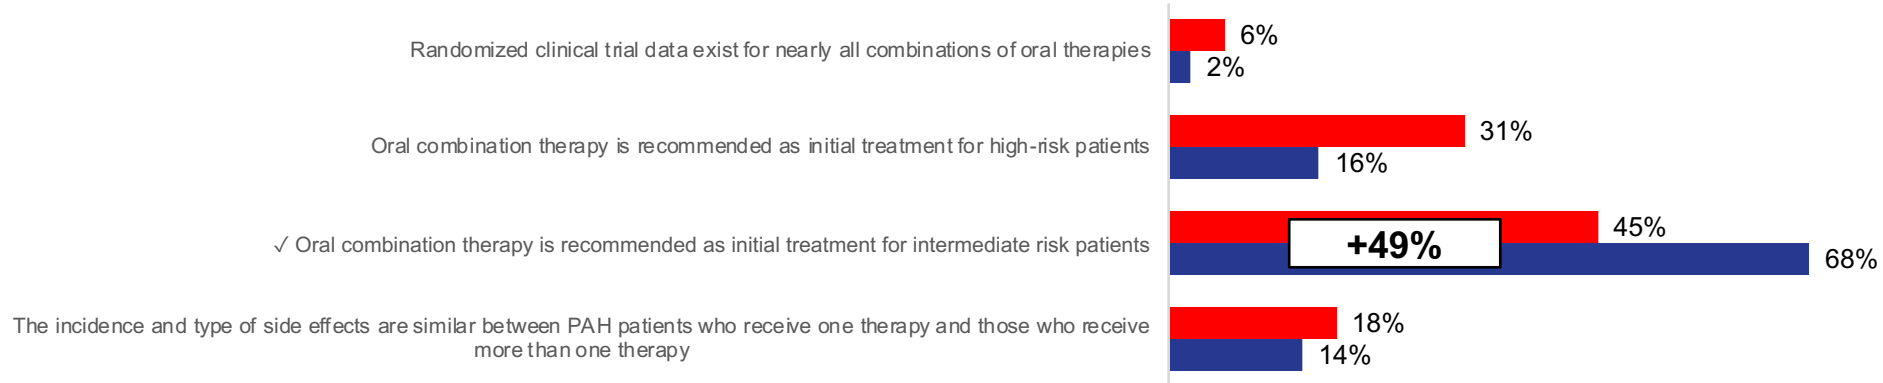 Randomized clinical trial data exist for nearly all combinations of oral therapies
6%
2%
Oral combination therapy is recommended as initial treatment for high-risk patients
31%
16%
✓ Oral combination therapy is recommended as initial treatment for intermediate risk patients
45%
+49%
68%
The incidence and type of side effects are similar between PAH patients who receive one therapy and those who receive
more than one therapy
18%
14%